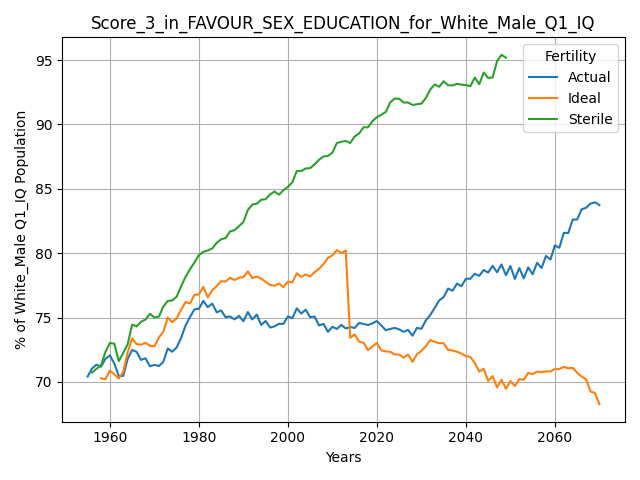 Score_3_in_FAVOUR_SEX_EDUCATION_for_White_Male_Q1_IQ
% of White_Male Q1_IQ Population
95
90
85
80
75
70
Fertility
Actual
Ideal
Sterile
1960
1980
2000
2020
2040
2060
Years